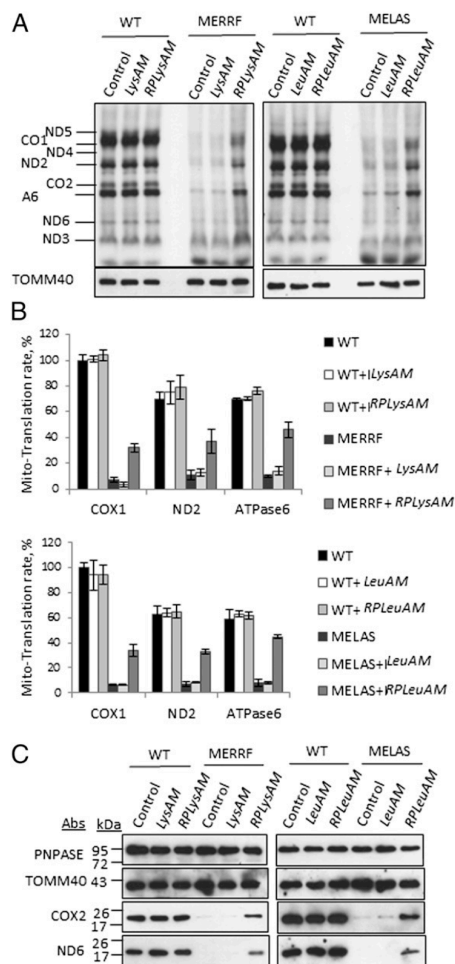 A
WT MERRF WT MELAS
Control LysAM RPLysAM Control LysAM RPLysAM Control LeuAM RPLeuAM Control LeuAM RPLeuAM
ND5
CO1
ND4
ND2
CO2
A6
ND6
ND3
TOMM40
B
Mito-Translation rate, %
120
100
80
60
40
20
0
COX1 ND2 ATPase6
WT
WT+ILysAM
WT+IRPLysAM
MERRF
MERRF+ LysAM
MERRF+ RPLysAM
Mito-Translation rate, %
120
100
80
60
40
20
0
COX1 ND2 ATPase6
WT
WT+ LeuAM
WT+ RPLeuAM
MELAS
MELAS+ILeuAM
MELAS+IRPLeuAM
C
WT MERRF WT MELAS
Control LysAM RPLysAM Control LysAM RPLysAM Control LeuAM RPLeuAM Control LeuAM RPLeuAM
Abs kDa
PNPASE 95
72
TOMM40 43
COX2 26
17
ND6 26
17